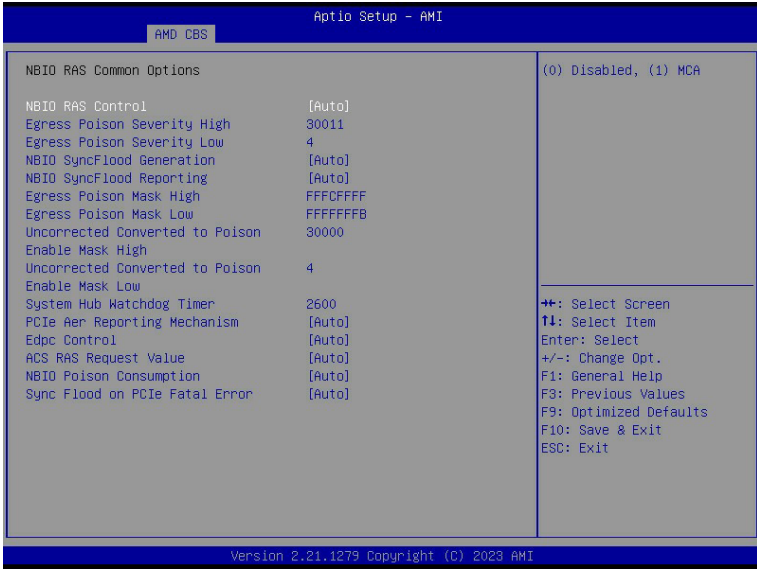 Aptio Setup - AMI
AMD CBS
NBIO RAS Common Options
(0) Disabled, (1) MCA
NBIO RAS Control [Auto]
Egress Poison Severity High 30011
Egress Poison Severity Low 4
NBIO SyncFlood Generation [Auto]
NBIO SyncFlood Reporting [Auto]
Egress Poison Mask High FFFCFFFF
Egress Poison Mask Low FFFFFFFB
Uncorrected Converted to Poison 30000
Enable Mask High
Uncorrected Converted to Poison 4
Enable Mask Low
System Hub Watchdog Timer 2600
PCIe Aer Reporting Mechanism [Auto]
Edpc Control [Auto]
ACS RAS Request Value [Auto]
NBIO Poison Consumption [Auto]
Sync Flood on PCIe Fatal Error [Auto]
→←: Select Screen
↑↓: Select Item
Enter: Select
+/-: Change Opt.
F1: General Help
F3: Previous Values
F9: Optimized Defaults
F10: Save & Exit
ESC: Exit
Version 2.21.1279 Copyright (C) 2023 AMI